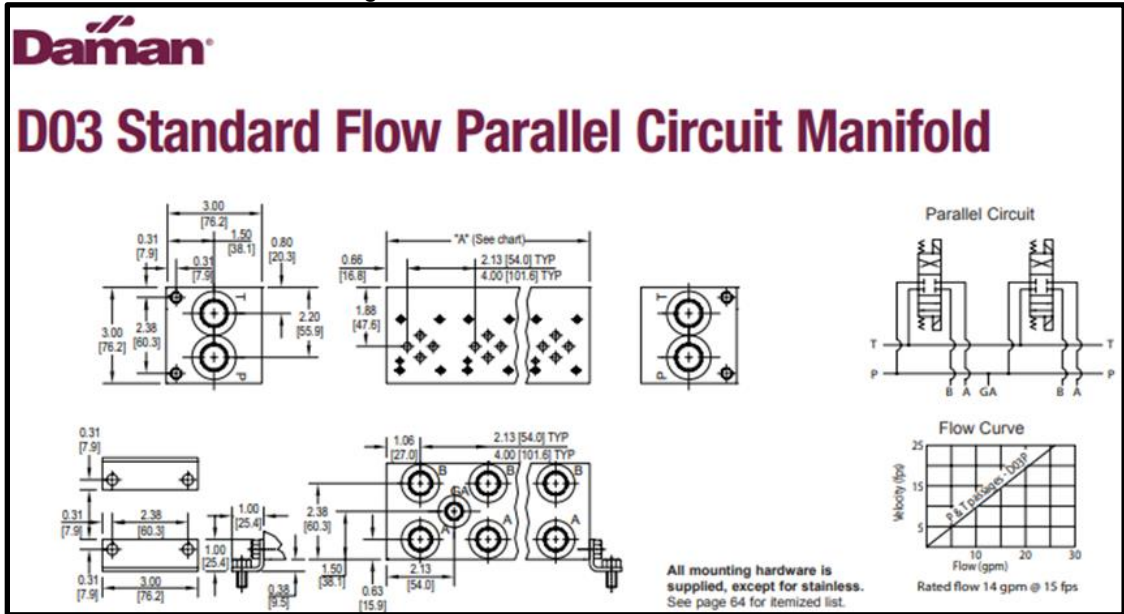 Daman
D03 Standard Flow Parallel Circuit Manifold
3.00
[76.2]
1.50
[38.1]
0.31
[7.9]
0.31
[7.9]
0.80
[20.3]
3.00
[76.2]
2.38
[60.3]
2.20
[55.9]
T
P
"A" (See chart)
0.66
[16.8]
2.13 [54.0] TYP
4.00 [101.6] TYP
1.88
[47.6]
T
P
Parallel Circuit
T
T
P
P
B A GA B A
0.31
[7.9]
0.31
[7.9]
2.38
[60.3]
0.31
[7.9]
3.00
[76.2]
1.00
[25.4]
1.00
[25.4]
0.38
[9.5]
1.06
[27.0]
2.13 [54.0] TYP
4.00 [101.6] TYP
B B B
GA
A A A
2.38
[60.3]
1.50
[38.1]
0.63
[15.9]
2.13
[54.0]
All mounting hardware is
supplied, except for stainless.
See page 64 for itemized list.
Flow Curve
Velocity (fps)
25
15
5
P & T passages - D03P
10 20 30
Flow (gpm)
Rated flow 14 gpm @ 15 fps